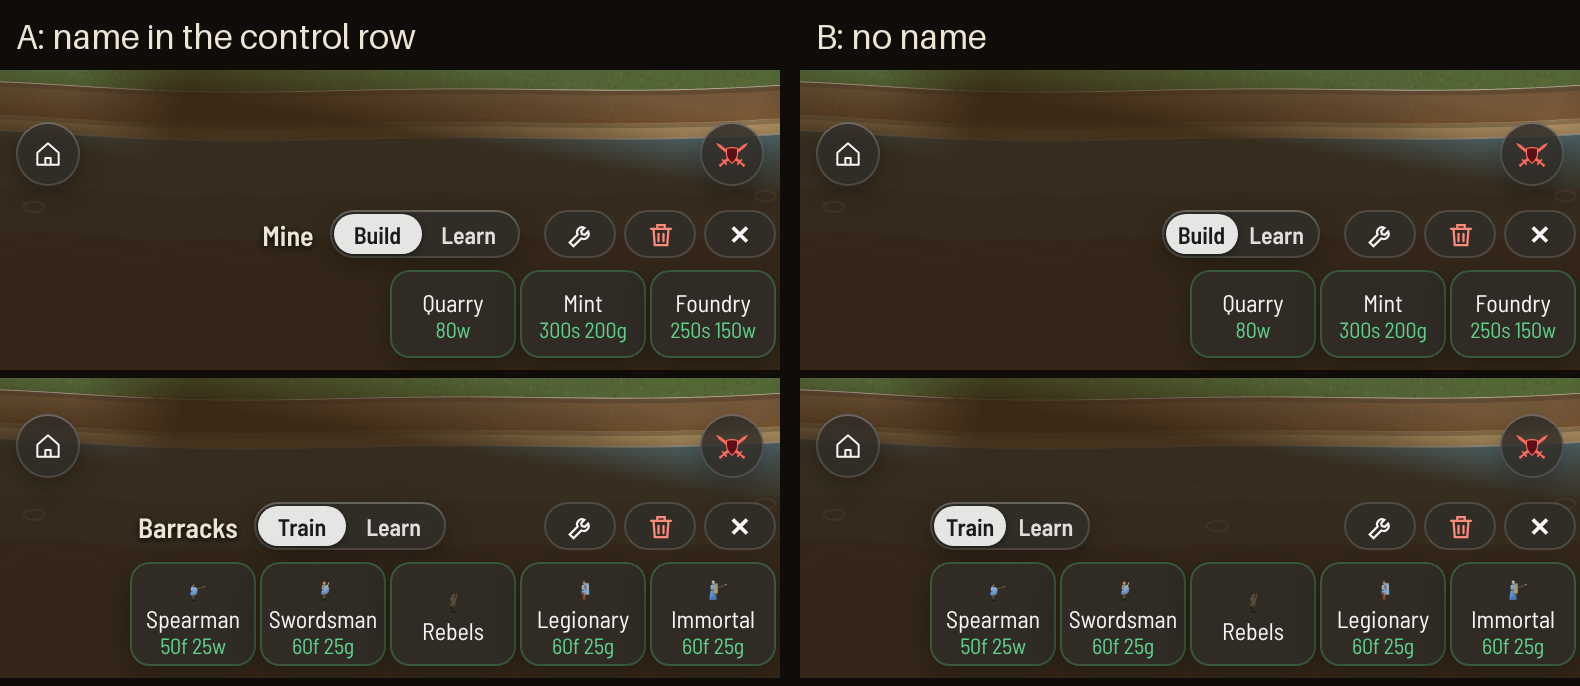 A: name in the control row
B: no name
Mine Build Learn
Quarry Mint Foundry
80w 300s 200g 250s 150w
Build Learn
Quarry Mint Foundry
80w 300s 200g 250s 150w
Barracks Train Learn
Spearman Swordsman Rebels Legionary Immortal
50f 25w 60f 25g 60f 25g 60f 25g
Train Learn
Spearman Swordsman Rebels Legionary Immortal
50f 25w 60f 25g 60f 25g 60f 25g